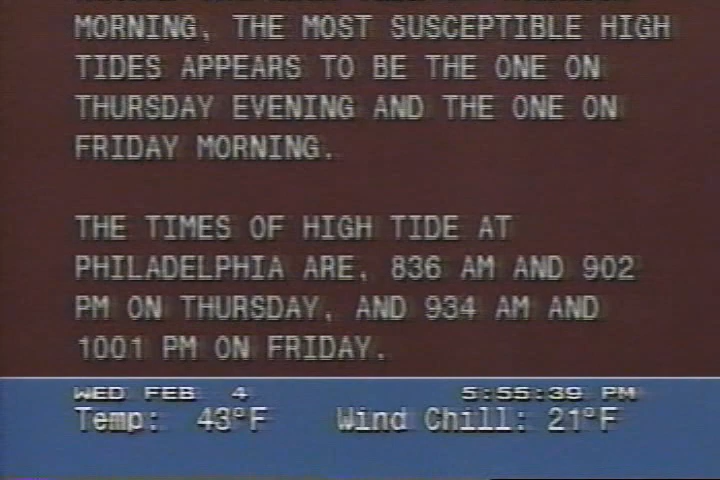 MORNING, THE MOST SUSCEPTIBLE HIGH
TIDES APPEARS TO BE THE ONE ON
THURSDAY EVENING AND THE ONE ON
FRIDAY MORNING.
THE TIMES OF HIGH TIDE AT
PHILADELPHIA ARE, 836 AM AND 902
PM ON THURSDAY, AND 934 AM AND
1001 PM ON FRIDAY.
WED FEB 4 5:55:39 PM
Temp: 43°F Wind Chill: 21°F